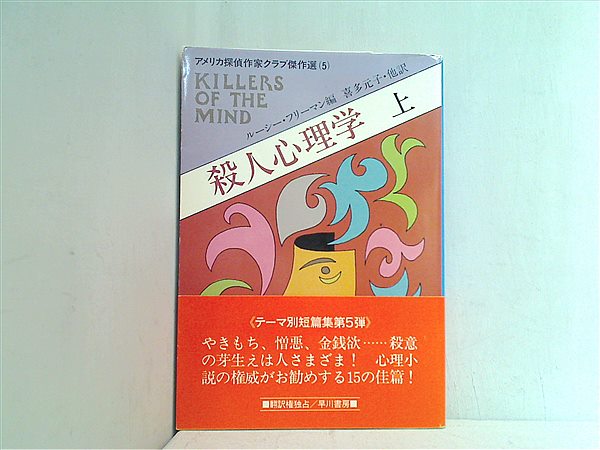 アメリカ探偵作家クラブ傑作選(5)
KILLERS
OF THE
MIND
ルーシー・フリーマン編 喜多元子・他訳
殺人心理学 上
《テーマ別短篇集第5弾》
やきもち、憎悪、金銭欲……殺意
の芽生えは人さまざま! 心理小
説の権威がお勧めする15の佳篇!
■翻訳権独占/早川書房■